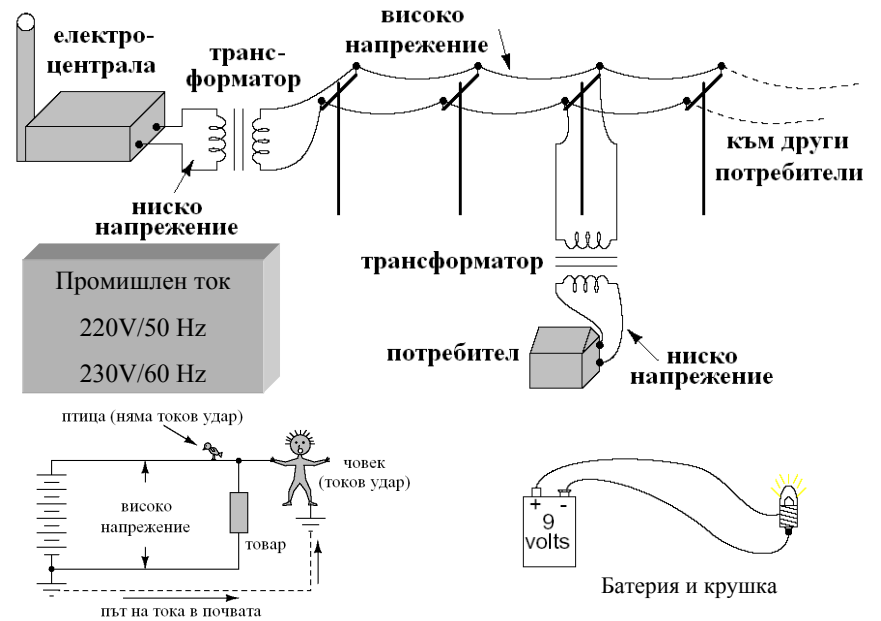 високо
напрежение
електро-
централа
транс-
форматор
към други
потребители
ниско
напрежение
Промишлен ток
220V/50 Hz
230V/60 Hz
трансформатор
потребител
ниско
напрежение
птица (няма токов удар)
човек
(токов удар)
високо
напрежение
товар
път на тока в почвата
+ -
9
volts
Батерия и крушка